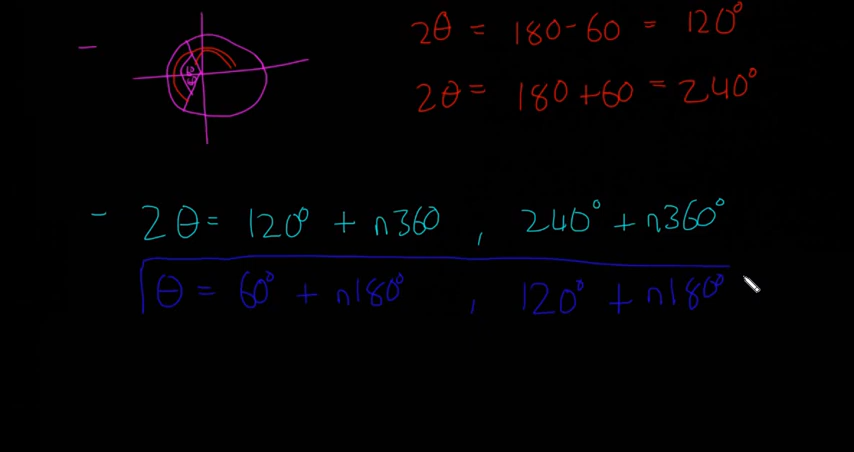 2θ = 180 - 60 = 120°
2θ = 180 + 60 = 240°
- 2θ = 120° + n360 , 240° + n360°
θ = 60° + n180° , 120° + n180°